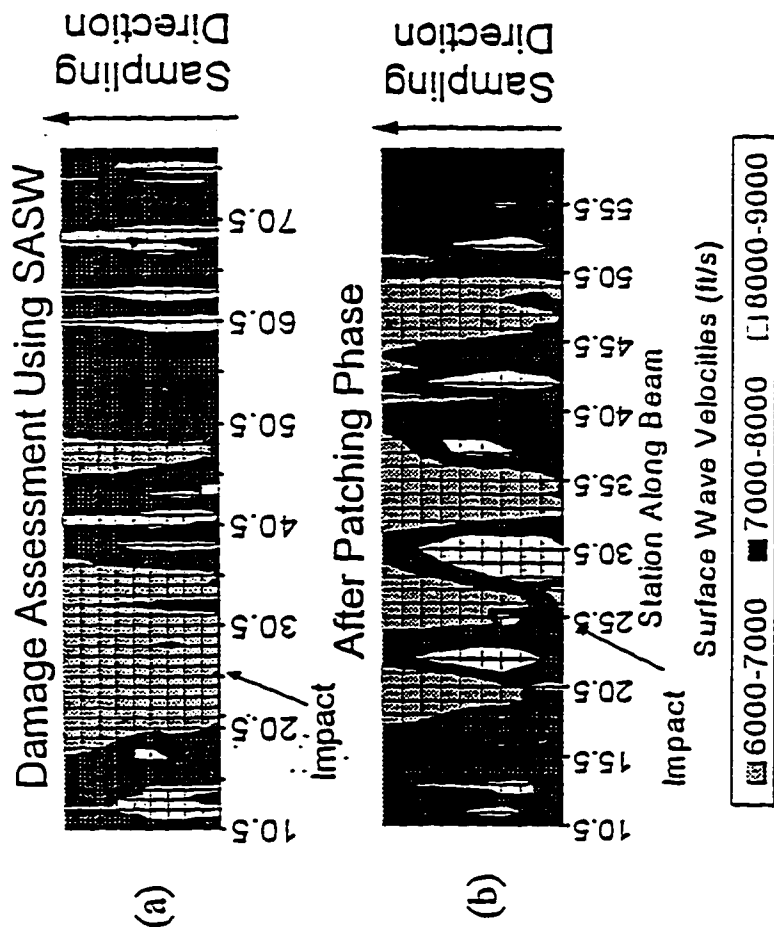 (a)
Damage Assessment Using SASW
Sampling
Direction
10.5
20.5
30.5
40.5
50.5
60.5
70.5
Impact
(b)
After Patching Phase
Sampling
Direction
10.5
15.5
20.5
25.5
30.5
35.5
40.5
45.5
50.5
55.5
Impact
Station Along Beam
Surface Wave Velocities (ft/s)
6000-7000 7000-8000 8000-9000